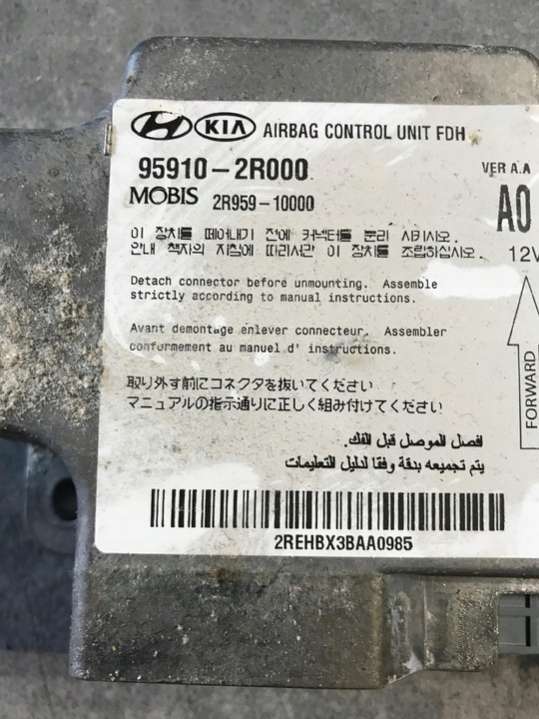 KIA AIRBAG CONTROL UNIT FDH
95910-2R000 VER A.A
MOBIS 2R959-10000 A0
이 장치를 떼어내기 전에 커넥터를 분리 시키시오.
안내 책자의 지침에 따라서만 이 장치를 조립하십시오. 12V
Detach connector before unmounting. Assemble
strictly according to manual instructions.
Avant demontage enlever connecteur. Assembler
conformement au manuel d' instructions.
FORWARD
取り外す前にコネクタを抜いてください
マニュアルの指示通りに正しく組み付けてください
افصل الموصل قبل الفك.
يتم تجميعه بدقة وفقا لدليل التعليمات
2REHBX3BAA0985